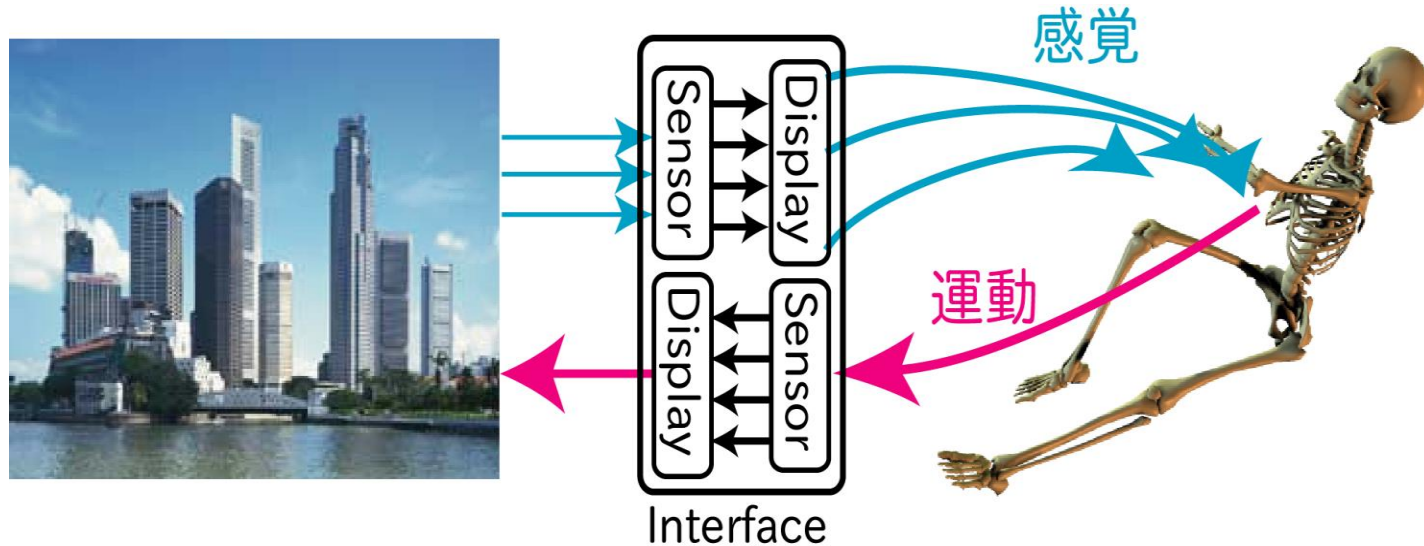 感覚
Sensor
Display
運動
Display
Sensor
Interface